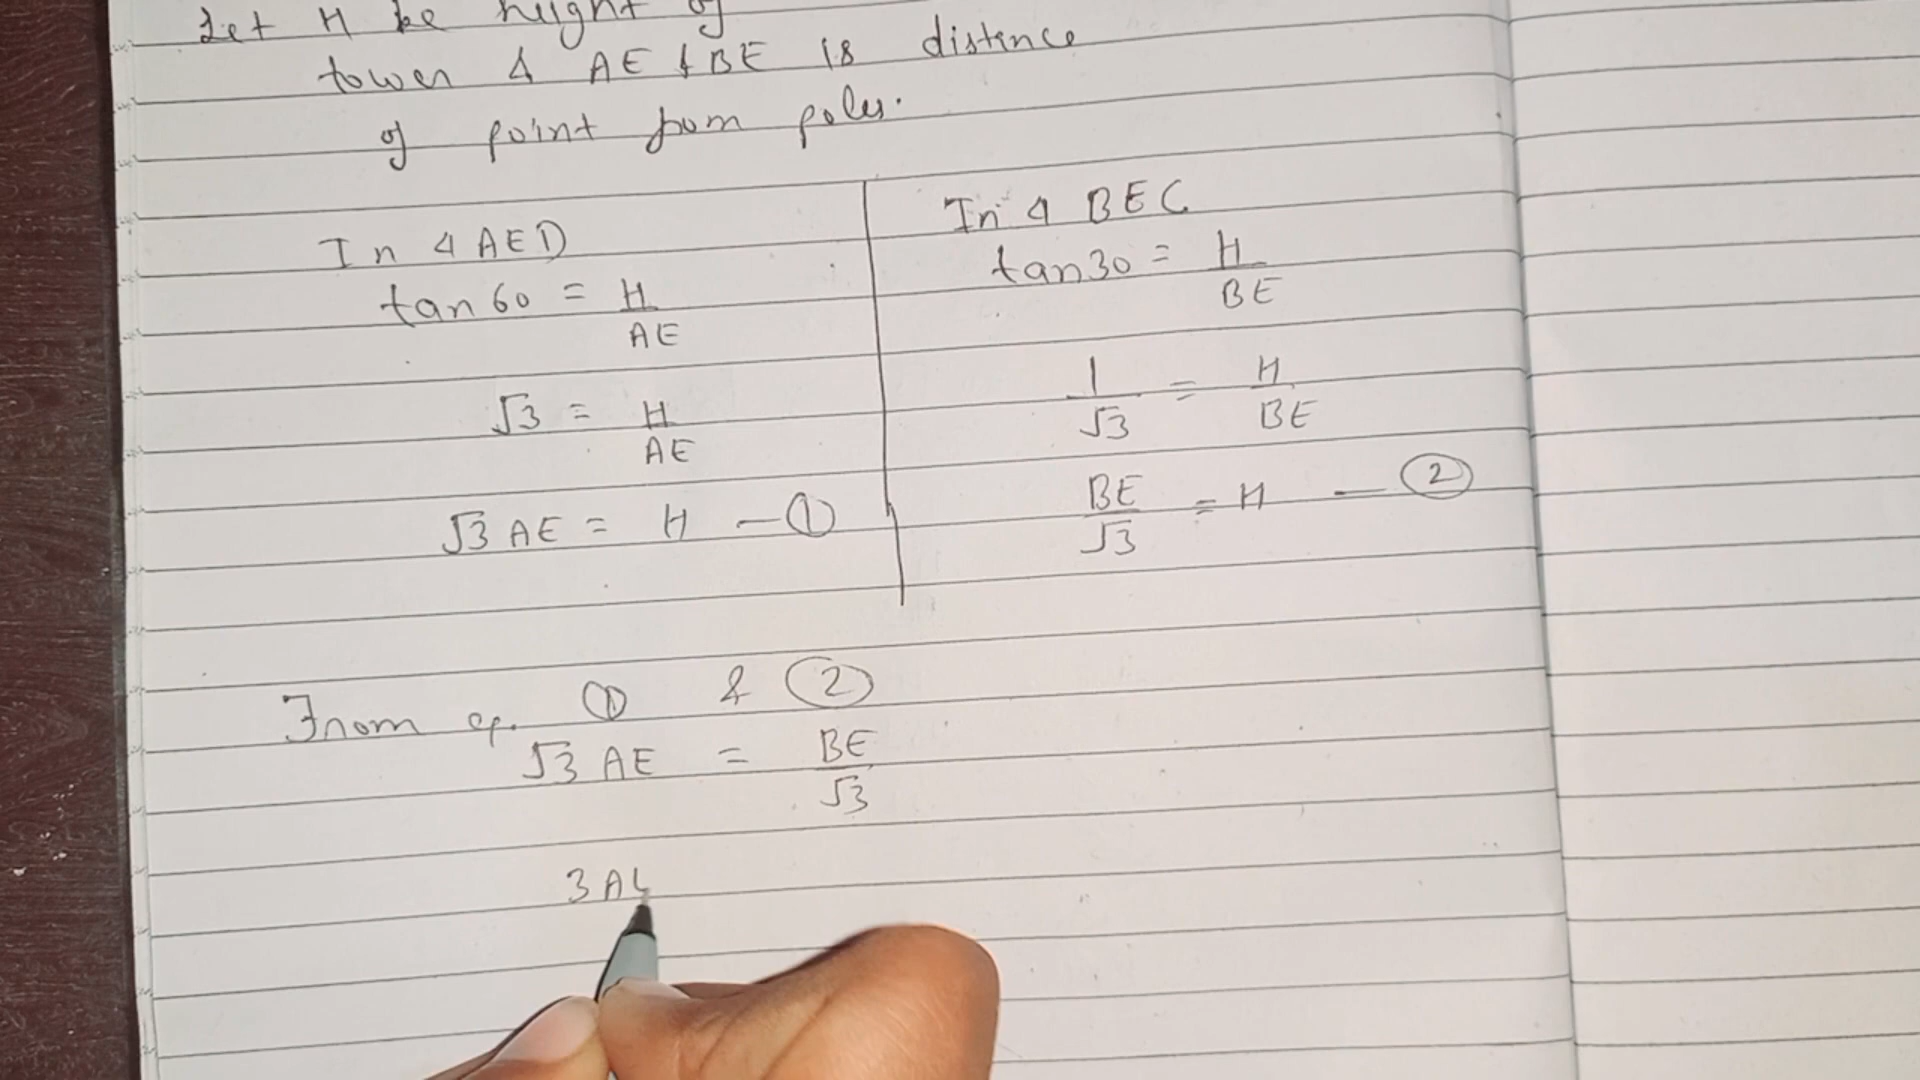 Let H be height of
tower & AE & BE is distance
of point from poles.
In △ AED
tan 60 = H/AE
√3 = H/AE
√3 AE = H — ①
In △ BEC
tan 30 = H/BE
1/√3 = H/BE
BE/√3 = H — ②
From eq. ① & ②
√3 AE = BE/√3
3 A